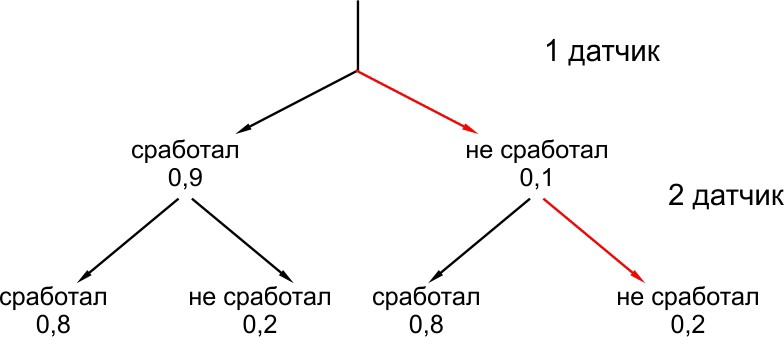 1 датчик
сработал
0,9
не сработал
0,1
2 датчик
сработал
0,8
не сработал
0,2
сработал
0,8
не сработал
0,2